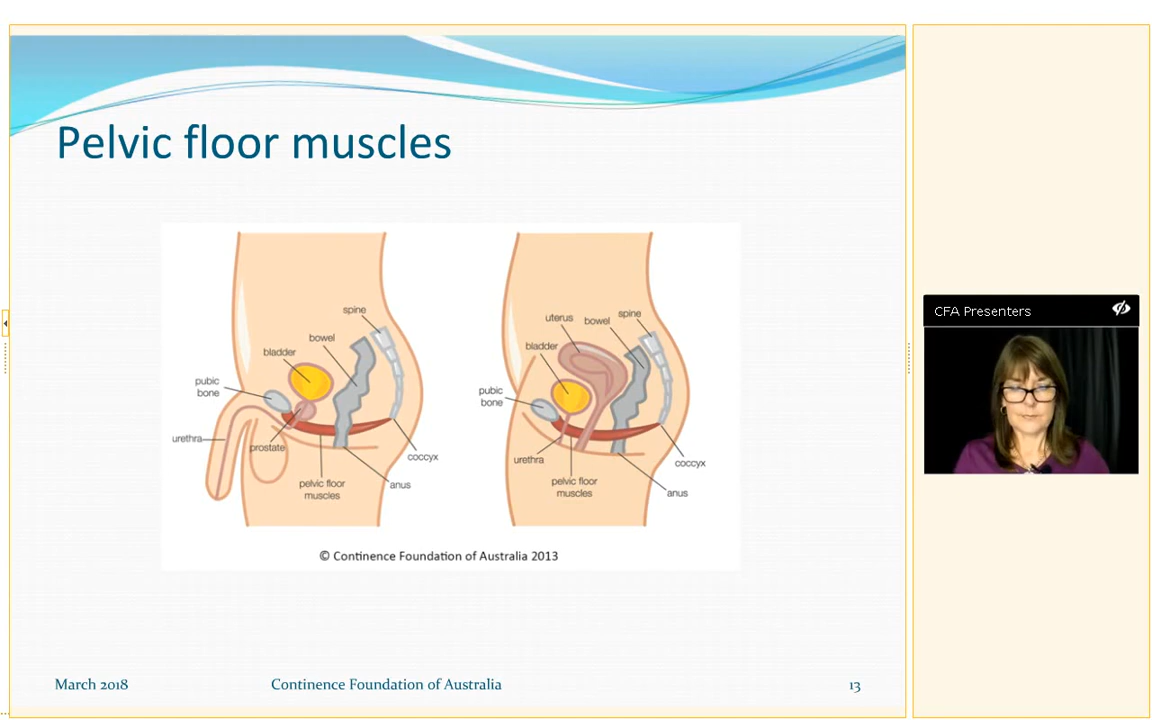 Pelvic floor muscles
spine
bowel
bladder
pubic
bone
urethra
prostate
pelvic floor
muscles
anus
coccyx
uterus
bowel
spine
bladder
pubic
bone
urethra
pelvic floor
muscles
anus
coccyx
© Continence Foundation of Australia 2013
March 2018
Continence Foundation of Australia
13
CFA Presenters